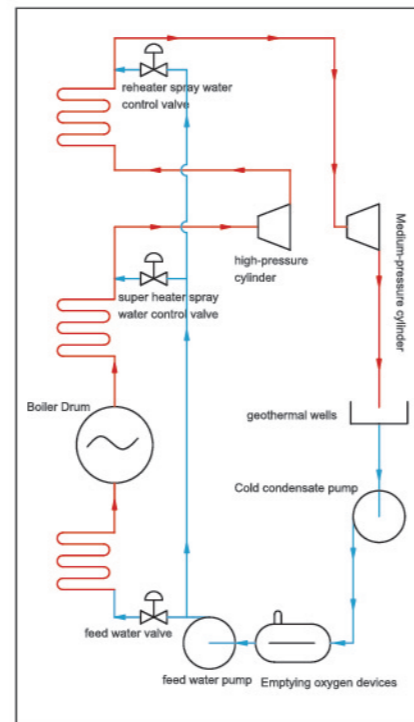 reheater spray water
control valve
high-pressure
cylinder
Medium-pressure cylinder
super heater spray
water control valve
Boiler Drum
geothermal wells
Cold condensate pump
feed water valve
feed water pump
Emptying oxygen devices